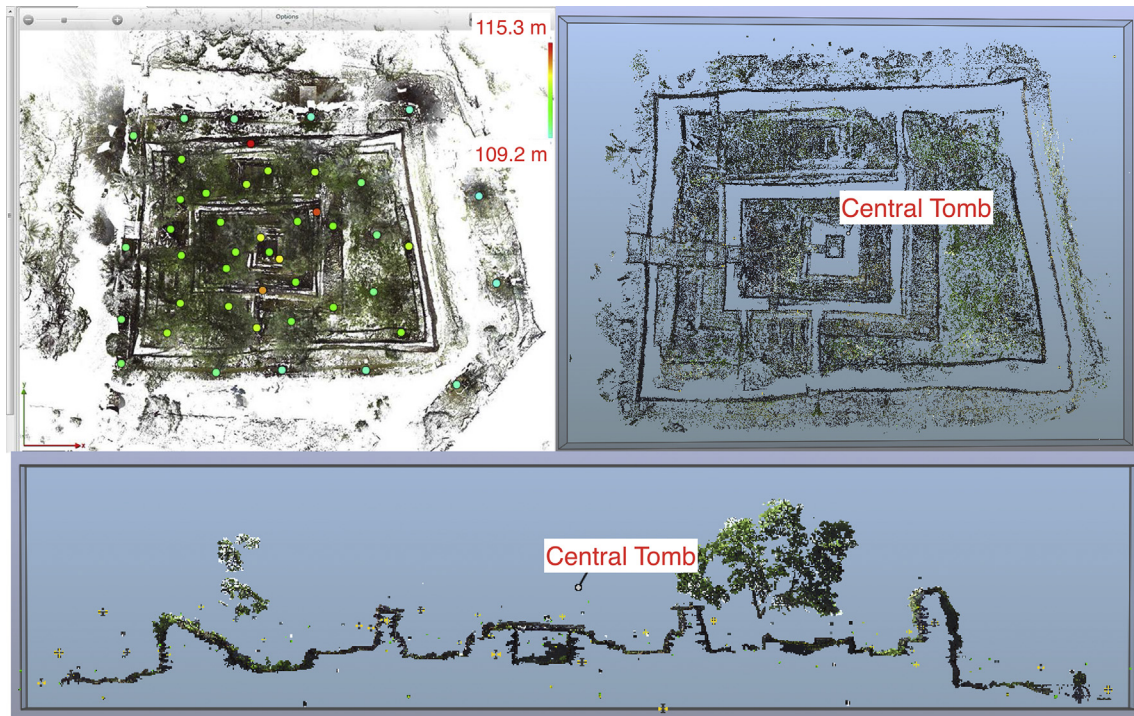 Options
115.3 m
109.2 m
y
x
Central Tomb
Central Tomb